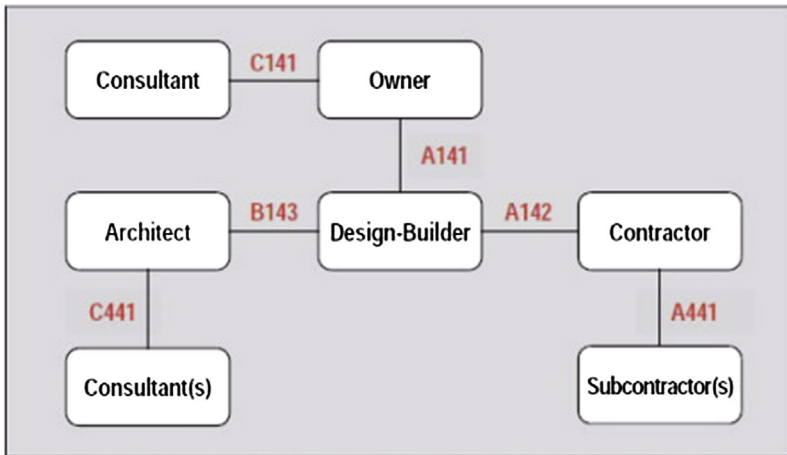 Consultant
C141
Owner
A141
Architect
B143
Design-Builder
A142
Contractor
C441
A441
Consultant(s)
Subcontractor(s)